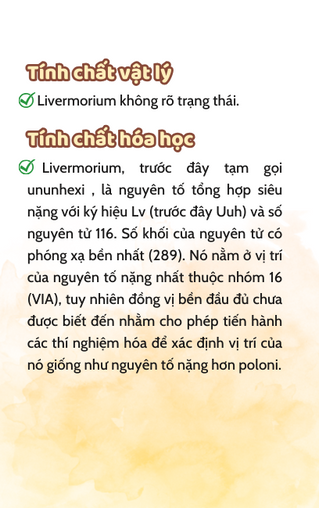 Tính chất vật lý
Livermorium không rõ trạng thái.
Tính chất hóa học
Livermorium, trước đây tạm gọi
ununhexi , là nguyên tố tổng hợp siêu
nặng với ký hiệu Lv (trước đây Uuh) và số
nguyên tử 116. Số khối của nguyên tử có
phóng xạ bền nhất (289). Nó nằm ở vị trí
của nguyên tố nặng nhất thuộc nhóm 16
(VIA), tuy nhiên đồng vị bền đầu đủ chưa
được biết đến nhằm cho phép tiến hành
các thí nghiệm hóa để xác định vị trí của
nó giống như nguyên tố nặng hơn poloni.